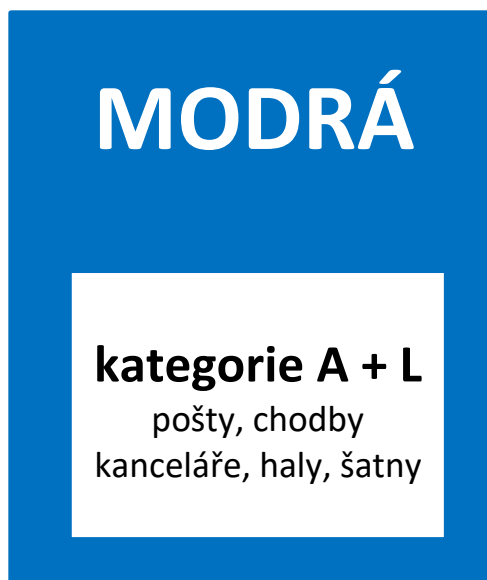 MODRÁ
kategorie A + L
pošty, chodby
kanceláře, haly, šatny